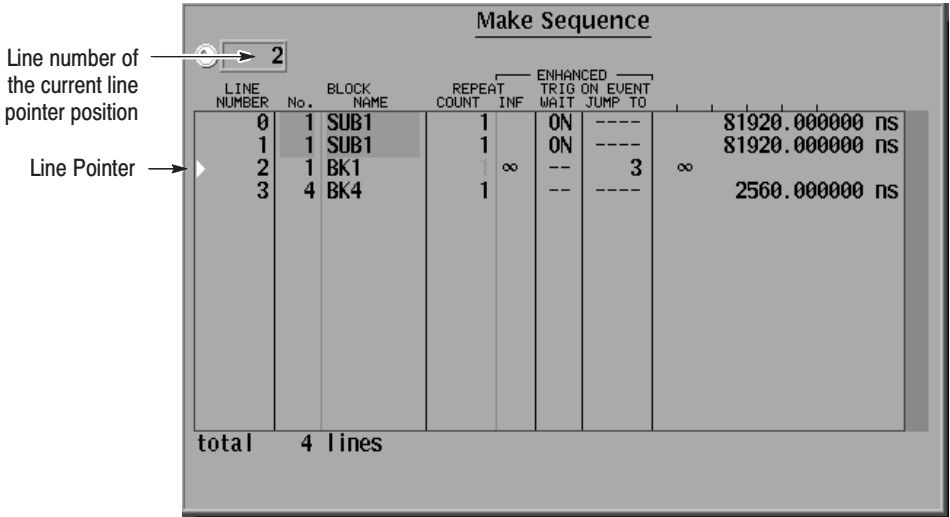 Make Sequence
Line number of
the current line
pointer position
2
LINE NUMBER No. BLOCK NAME REPEAT COUNT INF ENHANCED TRIG WAIT ON EVENT JUMP TO
0 1 SUB1 1 ON ---- 81920.000000 ns
1 1 SUB1 1 ON ---- 81920.000000 ns
Line Pointer
2 1 BK1 1 ∞ -- 3 ∞
3 4 BK4 1 -- ---- 2560.000000 ns
total 4 lines